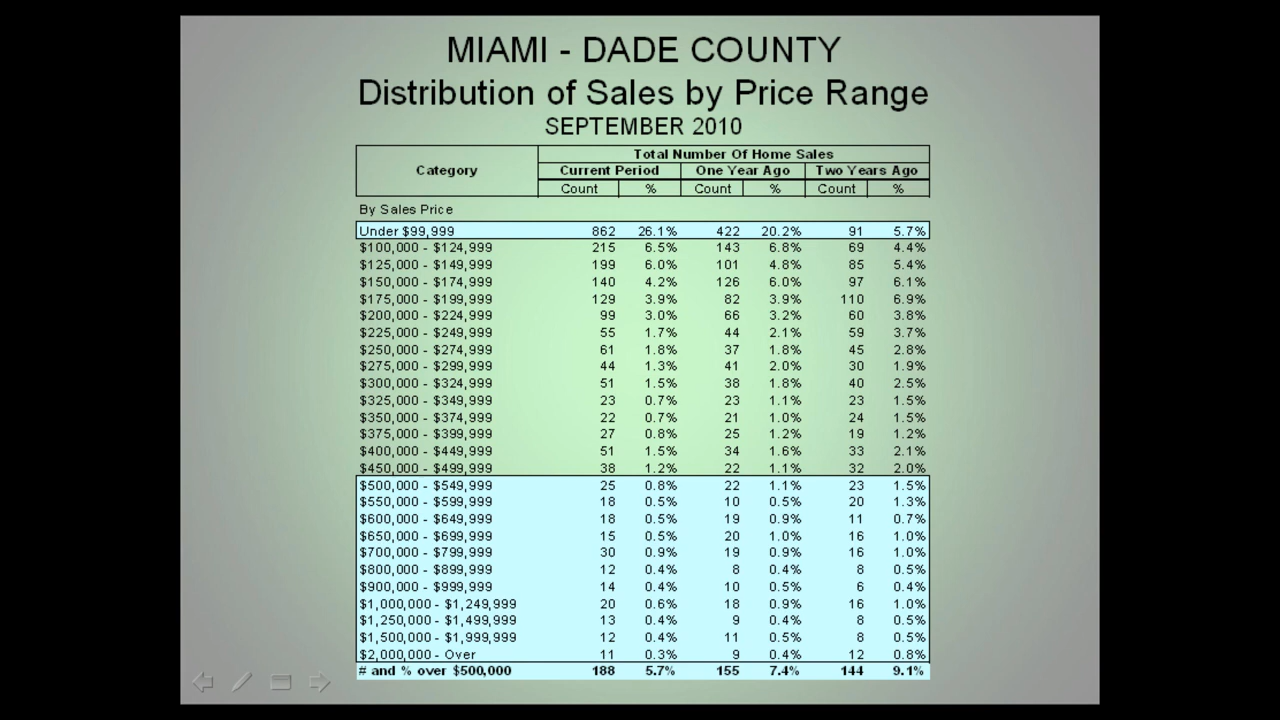 MIAMI - DADE COUNTY
Distribution of Sales by Price Range
SEPTEMBER 2010
Total Number Of Home Sales
Category Current Period One Year Ago Two Years Ago
Count % Count % Count %
By Sales Price
Under $99,999 862 26.1% 422 20.2% 91 5.7%
$100,000 - $124,999 215 6.5% 143 6.8% 69 4.4%
$125,000 - $149,999 199 6.0% 101 4.8% 85 5.4%
$150,000 - $174,999 140 4.2% 126 6.0% 97 6.1%
$175,000 - $199,999 129 3.9% 82 3.9% 110 6.9%
$200,000 - $224,999 99 3.0% 66 3.2% 60 3.8%
$225,000 - $249,999 55 1.7% 44 2.1% 59 3.7%
$250,000 - $274,999 61 1.8% 37 1.8% 45 2.8%
$275,000 - $299,999 44 1.3% 41 2.0% 30 1.9%
$300,000 - $324,999 51 1.5% 38 1.8% 40 2.5%
$325,000 - $349,999 23 0.7% 23 1.1% 23 1.5%
$350,000 - $374,999 22 0.7% 21 1.0% 24 1.5%
$375,000 - $399,999 27 0.8% 25 1.2% 19 1.2%
$400,000 - $449,999 51 1.5% 34 1.6% 33 2.1%
$450,000 - $499,999 38 1.2% 22 1.1% 32 2.0%
$500,000 - $549,999 25 0.8% 22 1.1% 23 1.5%
$550,000 - $599,999 18 0.5% 10 0.5% 20 1.3%
$600,000 - $649,999 18 0.5% 19 0.9% 11 0.7%
$650,000 - $699,999 15 0.5% 20 1.0% 16 1.0%
$700,000 - $799,999 30 0.9% 19 0.9% 16 1.0%
$800,000 - $899,999 12 0.4% 8 0.4% 8 0.5%
$900,000 - $999,999 14 0.4% 10 0.5% 6 0.4%
$1,000,000 - $1,249,999 20 0.6% 18 0.9% 16 1.0%
$1,250,000 - $1,499,999 13 0.4% 9 0.4% 8 0.5%
$1,500,000 - $1,999,999 12 0.4% 11 0.5% 8 0.5%
$2,000,000 - Over 11 0.3% 9 0.4% 12 0.8%
# and % over $500,000 188 5.7% 155 7.4% 144 9.1%